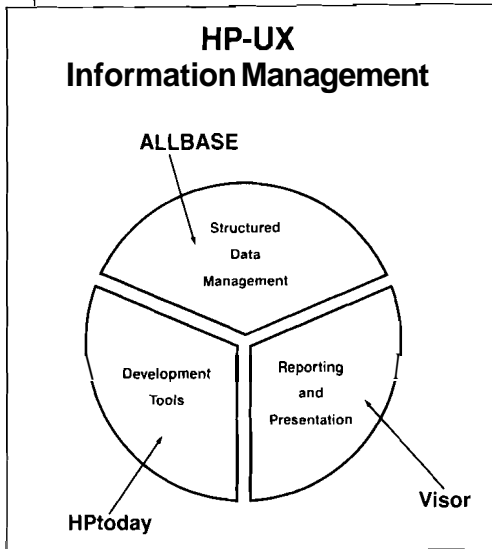 HP-UX
Information Management
ALLBASE
Structured
Data
Management
Development
Tools
Reporting
and
Presentation
Visor
HPtoday